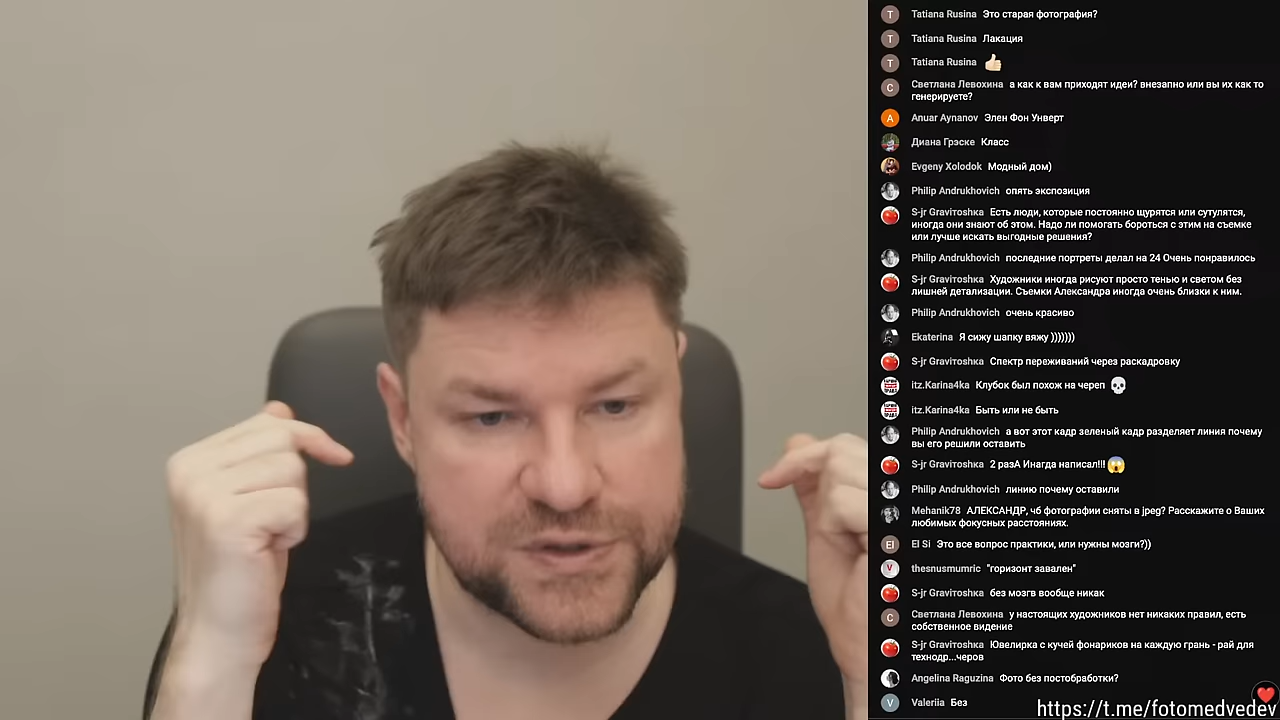 T Tatiana Rusina Это старая фотография?
T Tatiana Rusina Лакация
T Tatiana Rusina 👍🏻
С Светлана Левохина а как к вам приходят идеи? внезапно или вы их как то
генерируете?
A Anuar Aynanov Элен Фон Унверт
Диана Грэске Класс
Evgeny Xolodok Модный дом)
Philip Andrukhovich опять экспозиция
S-jr Graviтоshка Есть люди, которые постоянно щурятся или сутулятся,
иногда они знают об этом. Надо ли помогать бороться с этим на съемке
или лучше искать выгодные решения?
Philip Andrukhovich последние портреты делал на 24 Очень понравилось
S-jr Graviтоshка Художники иногда рисуют просто тенью и светом без
лишней детализации. Съемки Александра иногда очень близки к ним.
Philip Andrukhovich очень красиво
Ekaterina Я сижу шапку вяжу )))))))
S-jr Graviтоshка Спектр переживаний через раскадровку
itz.Karina4ka Клубок был похож на череп 💀
itz.Karina4ka Быть или не быть
Philip Andrukhovich а вот этот кадр зеленый кадр разделяет линия почему
вы его решили оставить
S-jr Graviтоshка 2 разА Инагда написал!!! 😱
Philip Andrukhovich линию почему оставили
Mehanik78 АЛЕКСАНДР, чб фотографии сняты в jpeg? Расскажите о Ваших
любимых фокусных расстояниях.
El El Si Это все вопрос практики, или нужны мозги?))
thesnusmumric "горизонт завален"
S-jr Graviтоshка без мозгв вообще никак
С Светлана Левохина у настоящих художников нет никаких правил, есть
собственное видение
S-jr Graviтоshка Ювелирка с кучей фонариков на каждую грань - рай для
технодр...черов
Angelina Raguzina Фото без постобработки?
V Valeriia Без
https://t.me/fotomedvedev